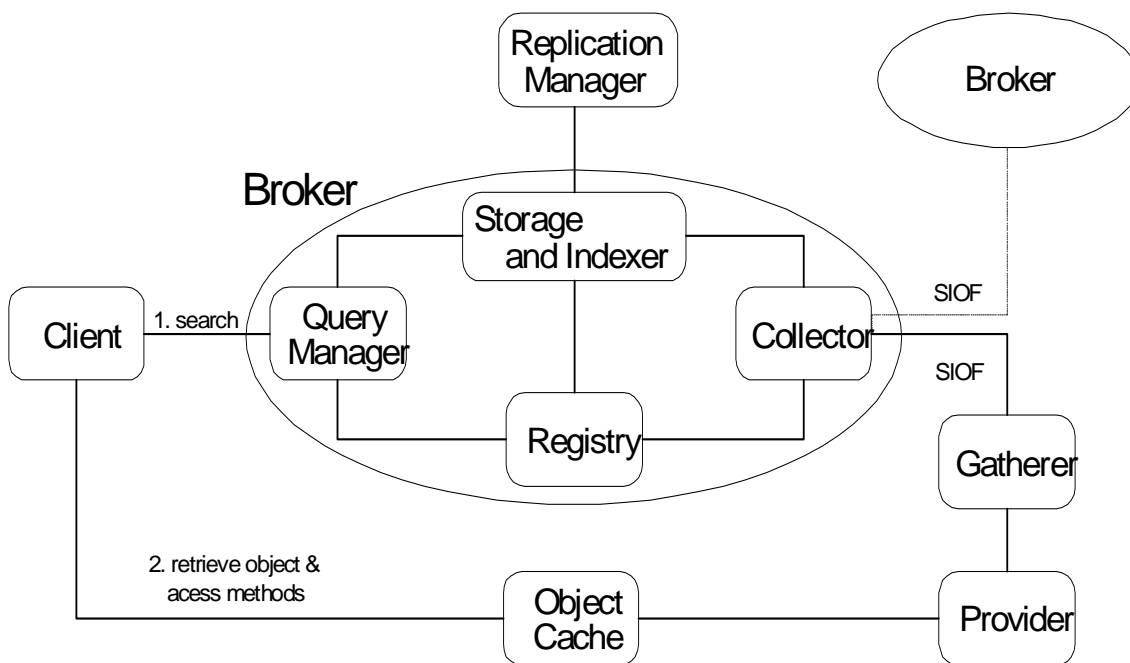 Replication
Manager
Broker
Broker
Storage
and Indexer
SIOF
1. search
Client
Query
Manager
Collector
SIOF
Registry
Gatherer
2. retrieve object &
acess methods
Object
Cache
Provider